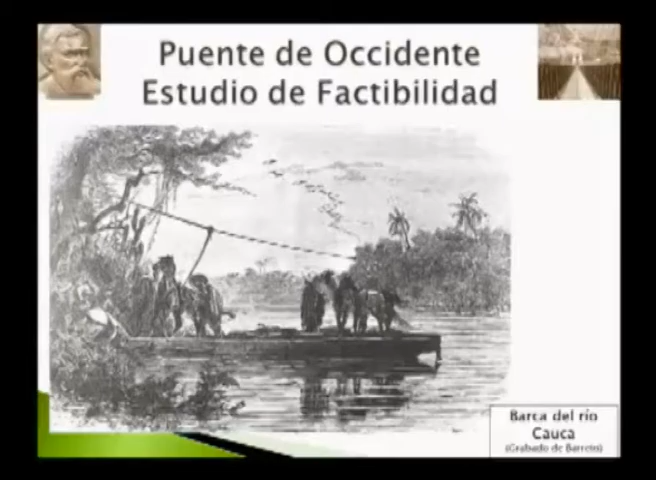 Puente de Occidente
Estudio de Factibilidad
Barca del río
Cauca
(Grabado de Barreto)